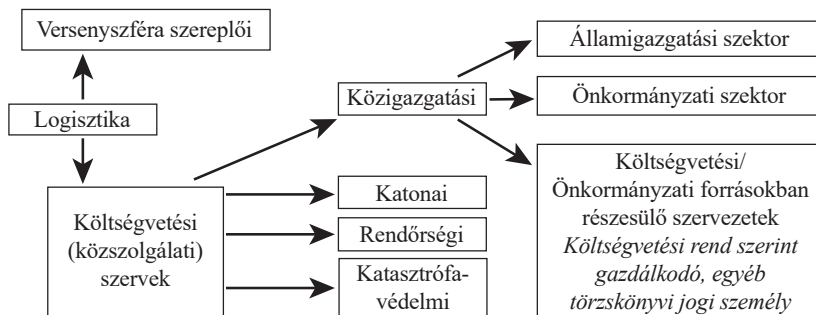 Versenyszféra szereplői
Logisztika
Költségvetési
(közszolgálati)
szervek
Közigazgatási
Katonai
Rendőrségi
Katasztrófa-
védelmi
Államigazgatási szektor
Önkormányzati szektor
Költségvetési/
Önkormányzati forrásokban
részesülő szervezetek
Költségvetési rend szerint
gazdálkodó, egyéb
törzskönyvi jogi személy